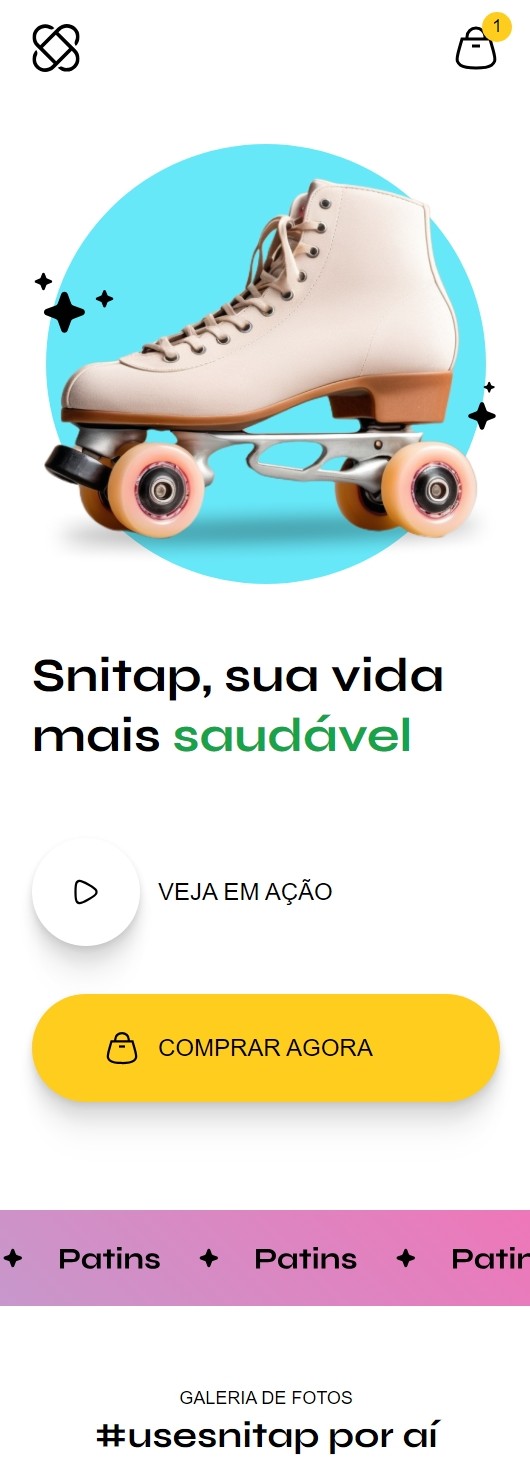 1
Snitap, sua vida
mais saudável
VEJA EM AÇÃO
COMPRAR AGORA
Patins Patins Patin
GALERIA DE FOTOS
#usesnitap por aí